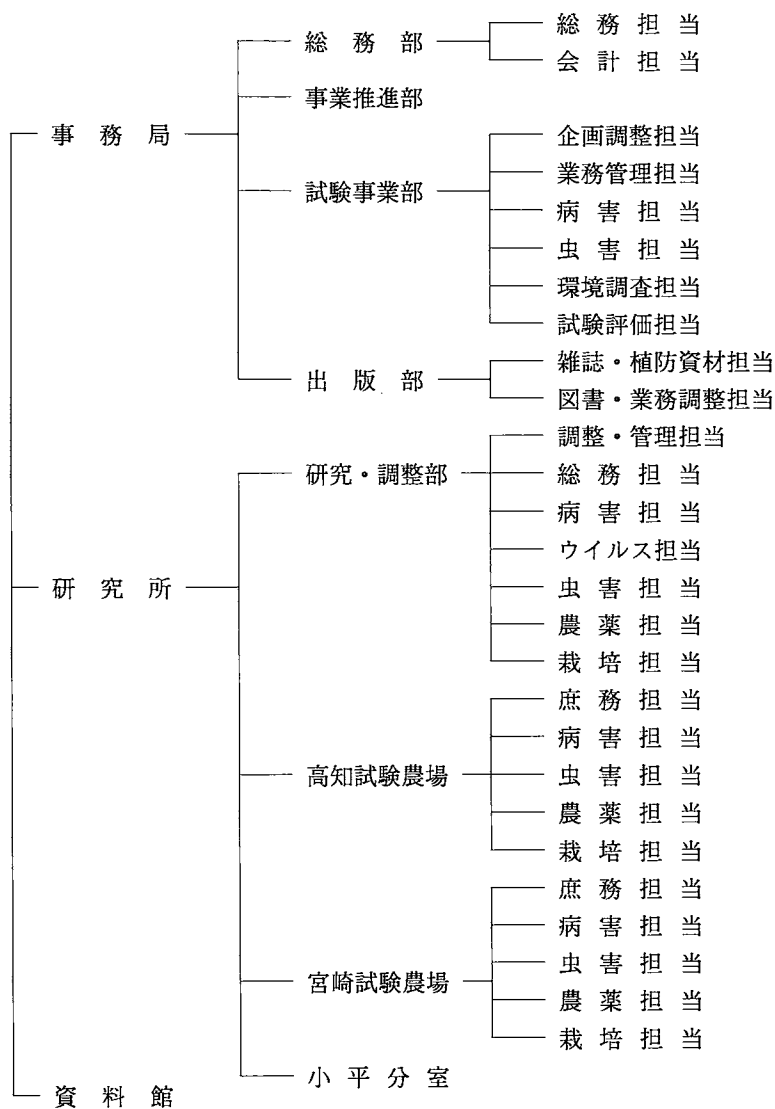 総務担当
総務部
会計担当
事業推進部
事務局
企画調整担当
業務管理担当
試験事業部
病害担当
虫害担当
環境調査担当
試験評価担当
雑誌・植防資材担当
出版部
図書・業務調整担当
調整・管理担当
研究・調整部
総務担当
病害担当
ウイルス担当
研究所
虫害担当
農薬担当
栽培担当
庶務担当
病害担当
高知試験農場
虫害担当
農薬担当
栽培担当
庶務担当
病害担当
虫害担当
宮崎試験農場
農薬担当
栽培担当
小平分室
資料館